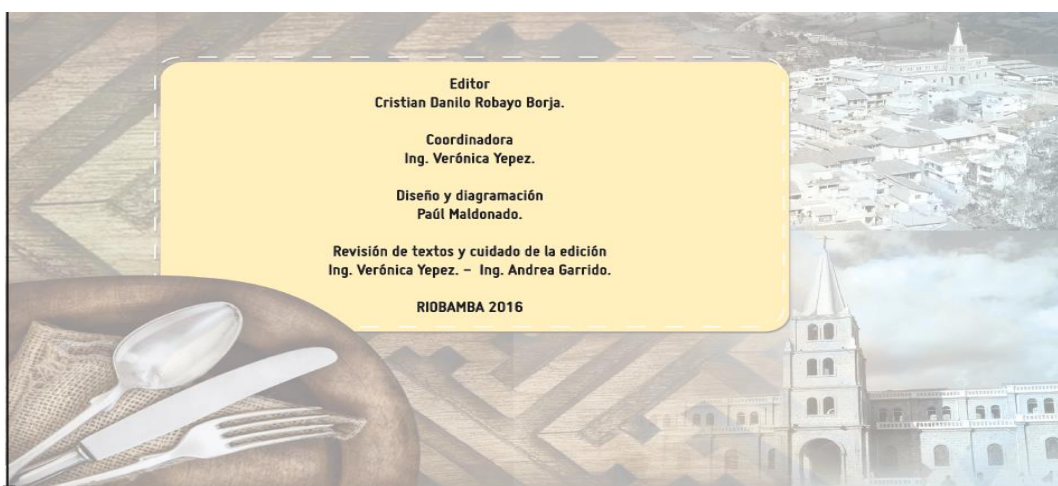 Editor
Cristian Danilo Robayo Borja.
Coordinadora
Ing. Verónica Yepez.
Diseño y diagramación
Paúl Maldonado.
Revisión de textos y cuidado de la edición
Ing. Verónica Yepez. – Ing. Andrea Garrido.
RIOBAMBA 2016